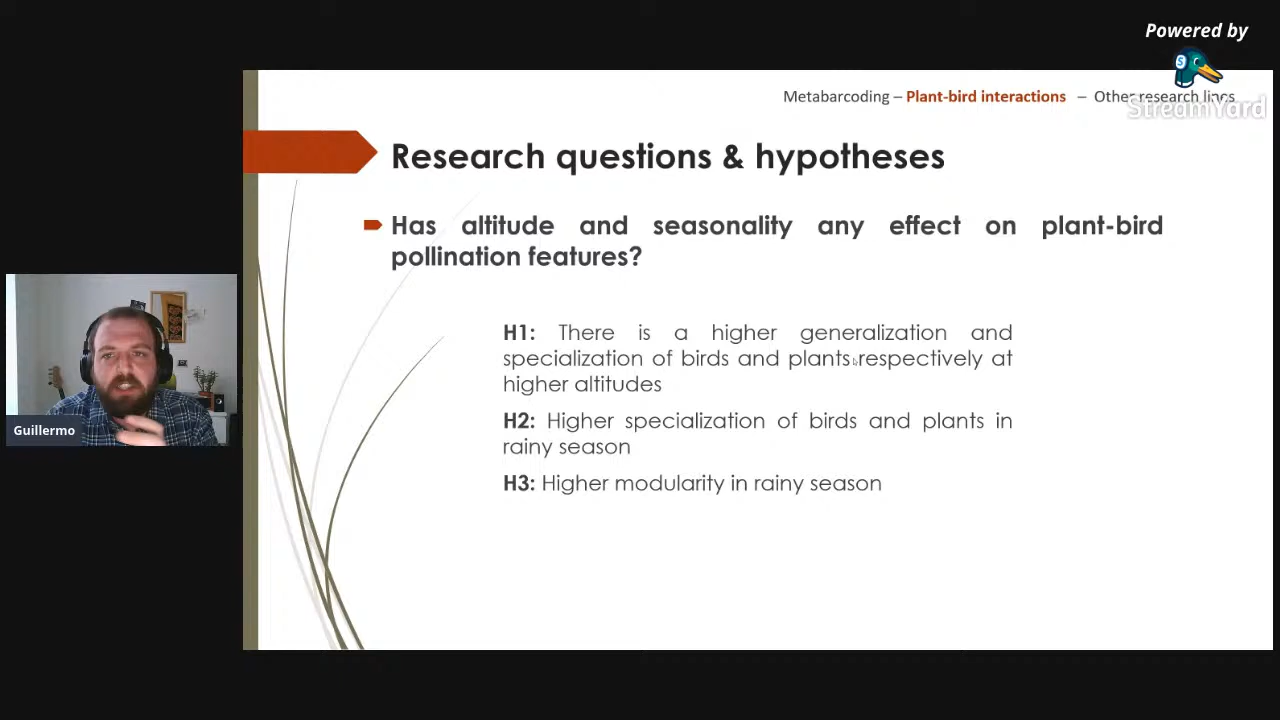 Powered by
StreamYard
Metabarcoding – Plant-bird interactions – Other research lines
Research questions & hypotheses
Has altitude and seasonality any effect on plant-bird
pollination features?
H1: There is a higher generalization and
specialization of birds and plants respectively at
higher altitudes
H2: Higher specialization of birds and plants in
rainy season
H3: Higher modularity in rainy season
Guillermo